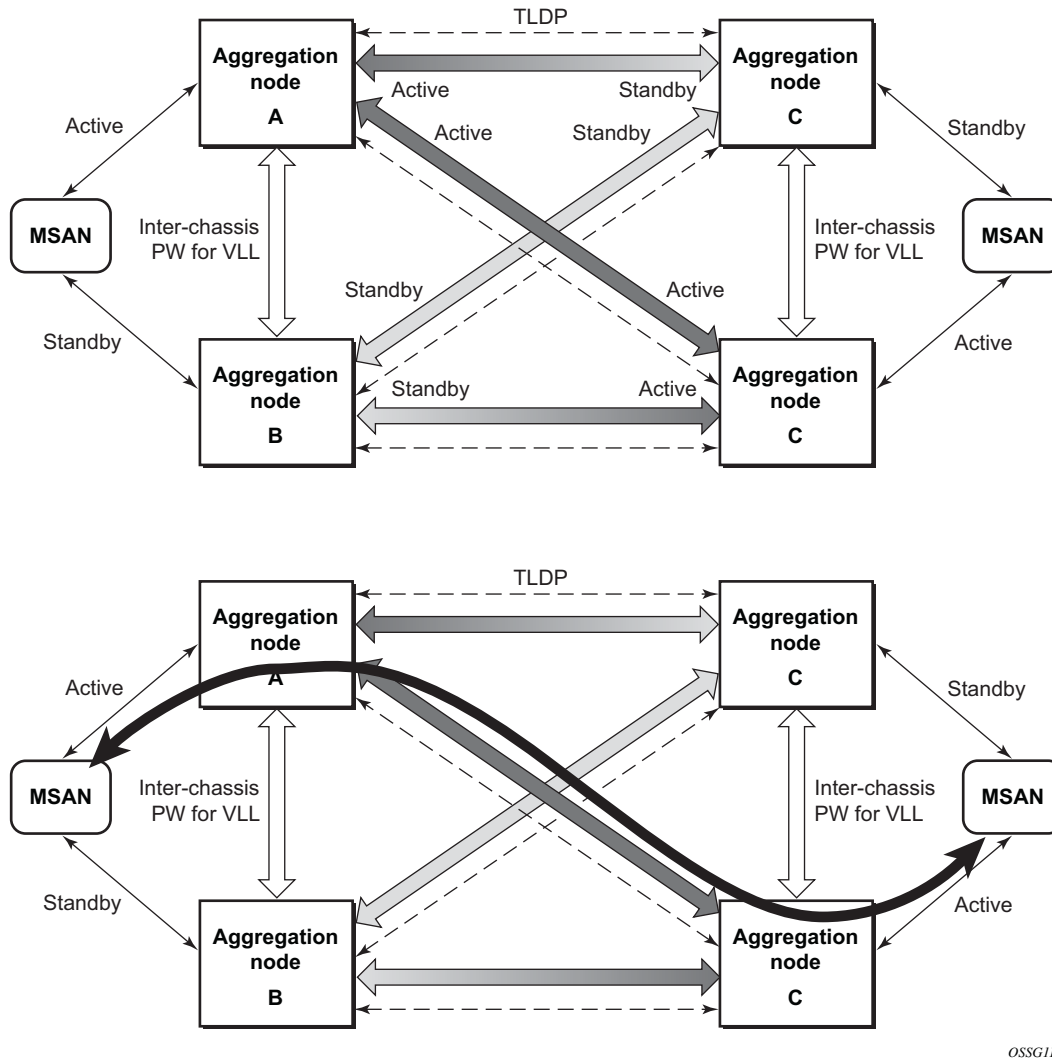 TLDP
Aggregation
node
A
Aggregation
node
C
Active
Standby
Active
Standby
Active
Standby
MSAN
Inter-chassis
PW for VLL
Inter-chassis
PW for VLL
MSAN
Standby
Active
Standby
Active
Aggregation
node
B
Standby
Active
Aggregation
node
C
TLDP
Aggregation
node
A
Aggregation
node
C
Active
Standby
MSAN
Inter-chassis
PW for VLL
Inter-chassis
PW for VLL
MSAN
Standby
Active
Aggregation
node
B
Aggregation
node
C